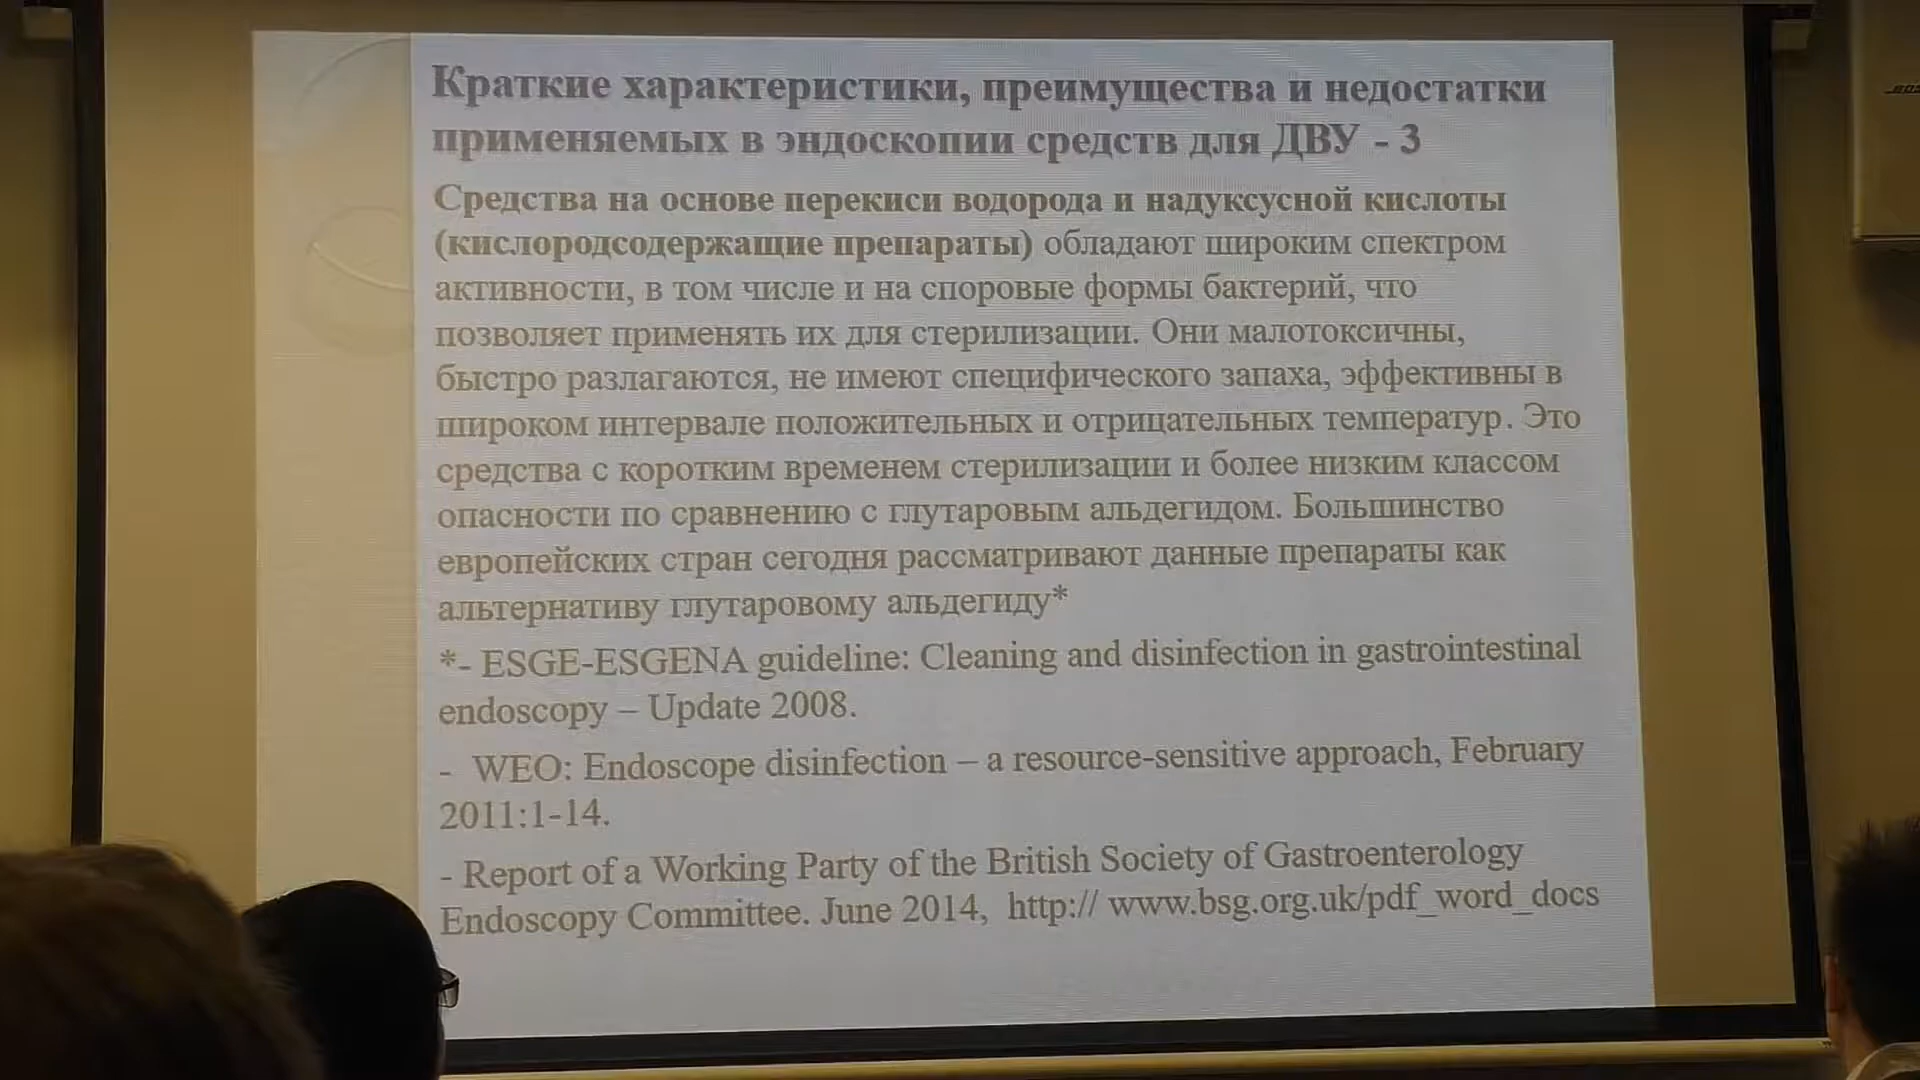 Краткие характеристики, преимущества и недостатки
применяемых в эндоскопии средств для ДВУ - 3
Средства на основе перекиси водорода и надуксусной кислоты
(кислородсодержащие препараты) обладают широким спектром
активности, в том числе и на споровые формы бактерий, что
позволяет применять их для стерилизации. Они малотоксичны,
быстро разлагаются, не имеют специфического запаха, эффективны в
широком интервале положительных и отрицательных температур. Это
средства с коротким временем стерилизации и более низким классом
опасности по сравнению с глутаровым альдегидом. Большинство
европейских стран сегодня рассматривают данные препараты как
альтернативу глутаровому альдегиду*
*- ESGE-ESGENA guideline: Cleaning and disinfection in gastrointestinal
endoscopy – Update 2008.
- WEO: Endoscope disinfection – a resource-sensitive approach, February
2011:1-14.
- Report of a Working Party of the British Society of Gastroenterology
Endoscopy Committee. June 2014, http:// www.bsg.org.uk/pdf_word_docs